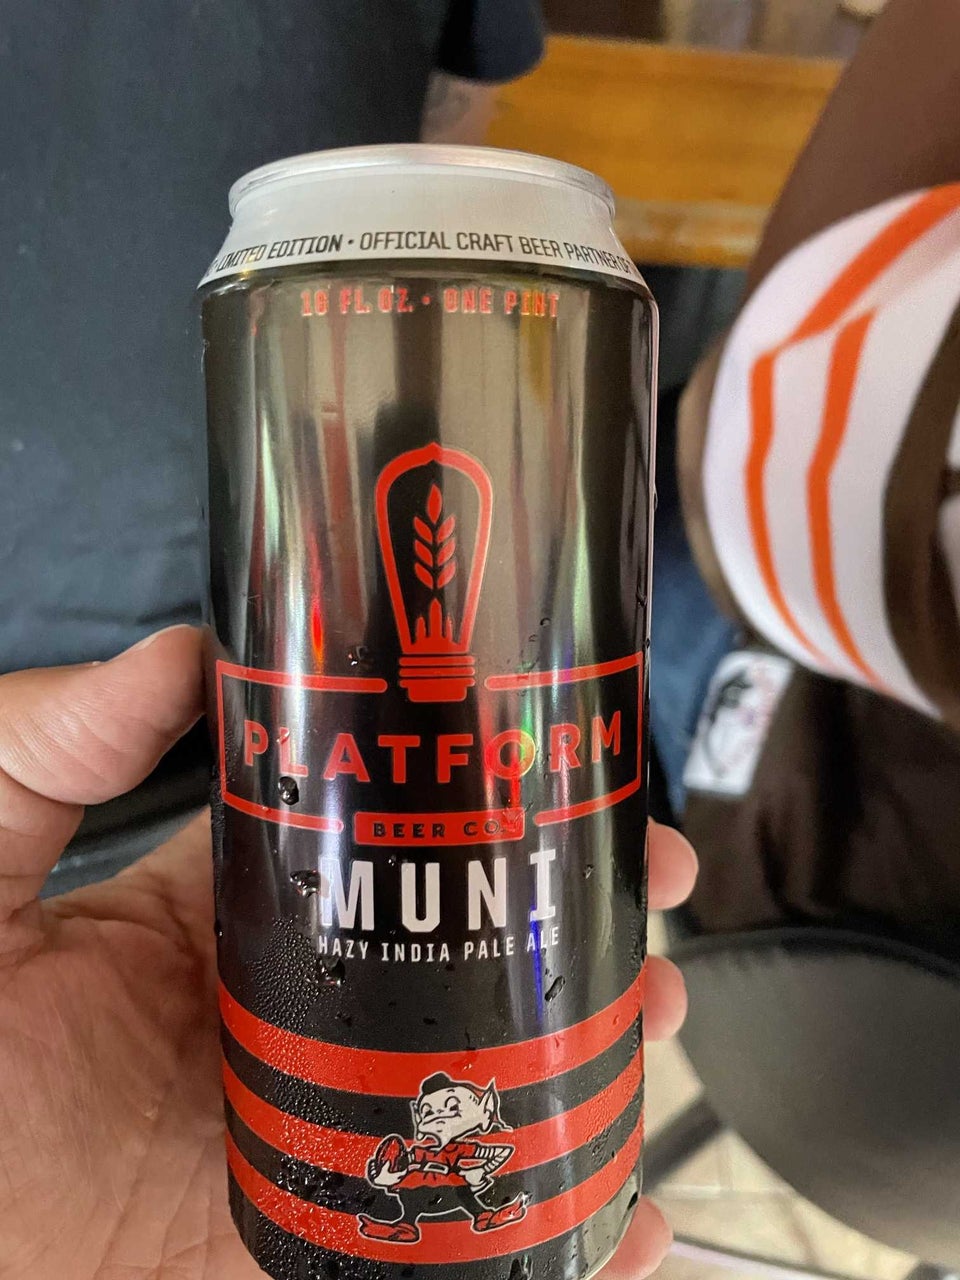 LIMITED EDITION • OFFICIAL CRAFT BEER PARTNER OF
16 FL. OZ. • ONE PINT
PLATFORM
BEER CO.
MUNI
HAZY INDIA PALE ALE